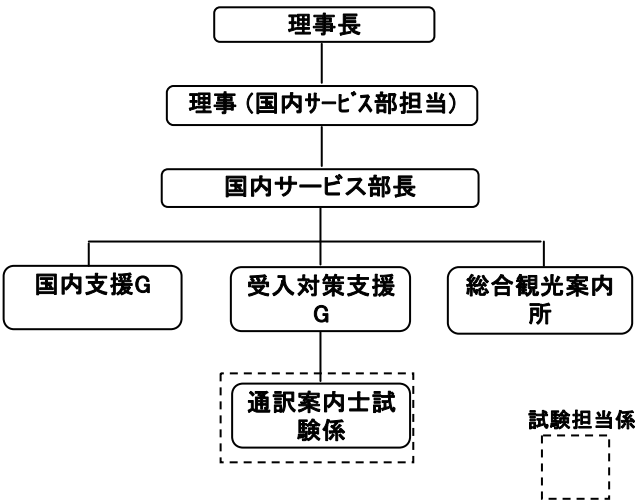 理事長
理事（国内ｻｰﾋﾞｽ部担当）
国内サービス部長
国内支援G
受入対策支援
G
総合観光案内
所
通訳案内士試
験係
試験担当係